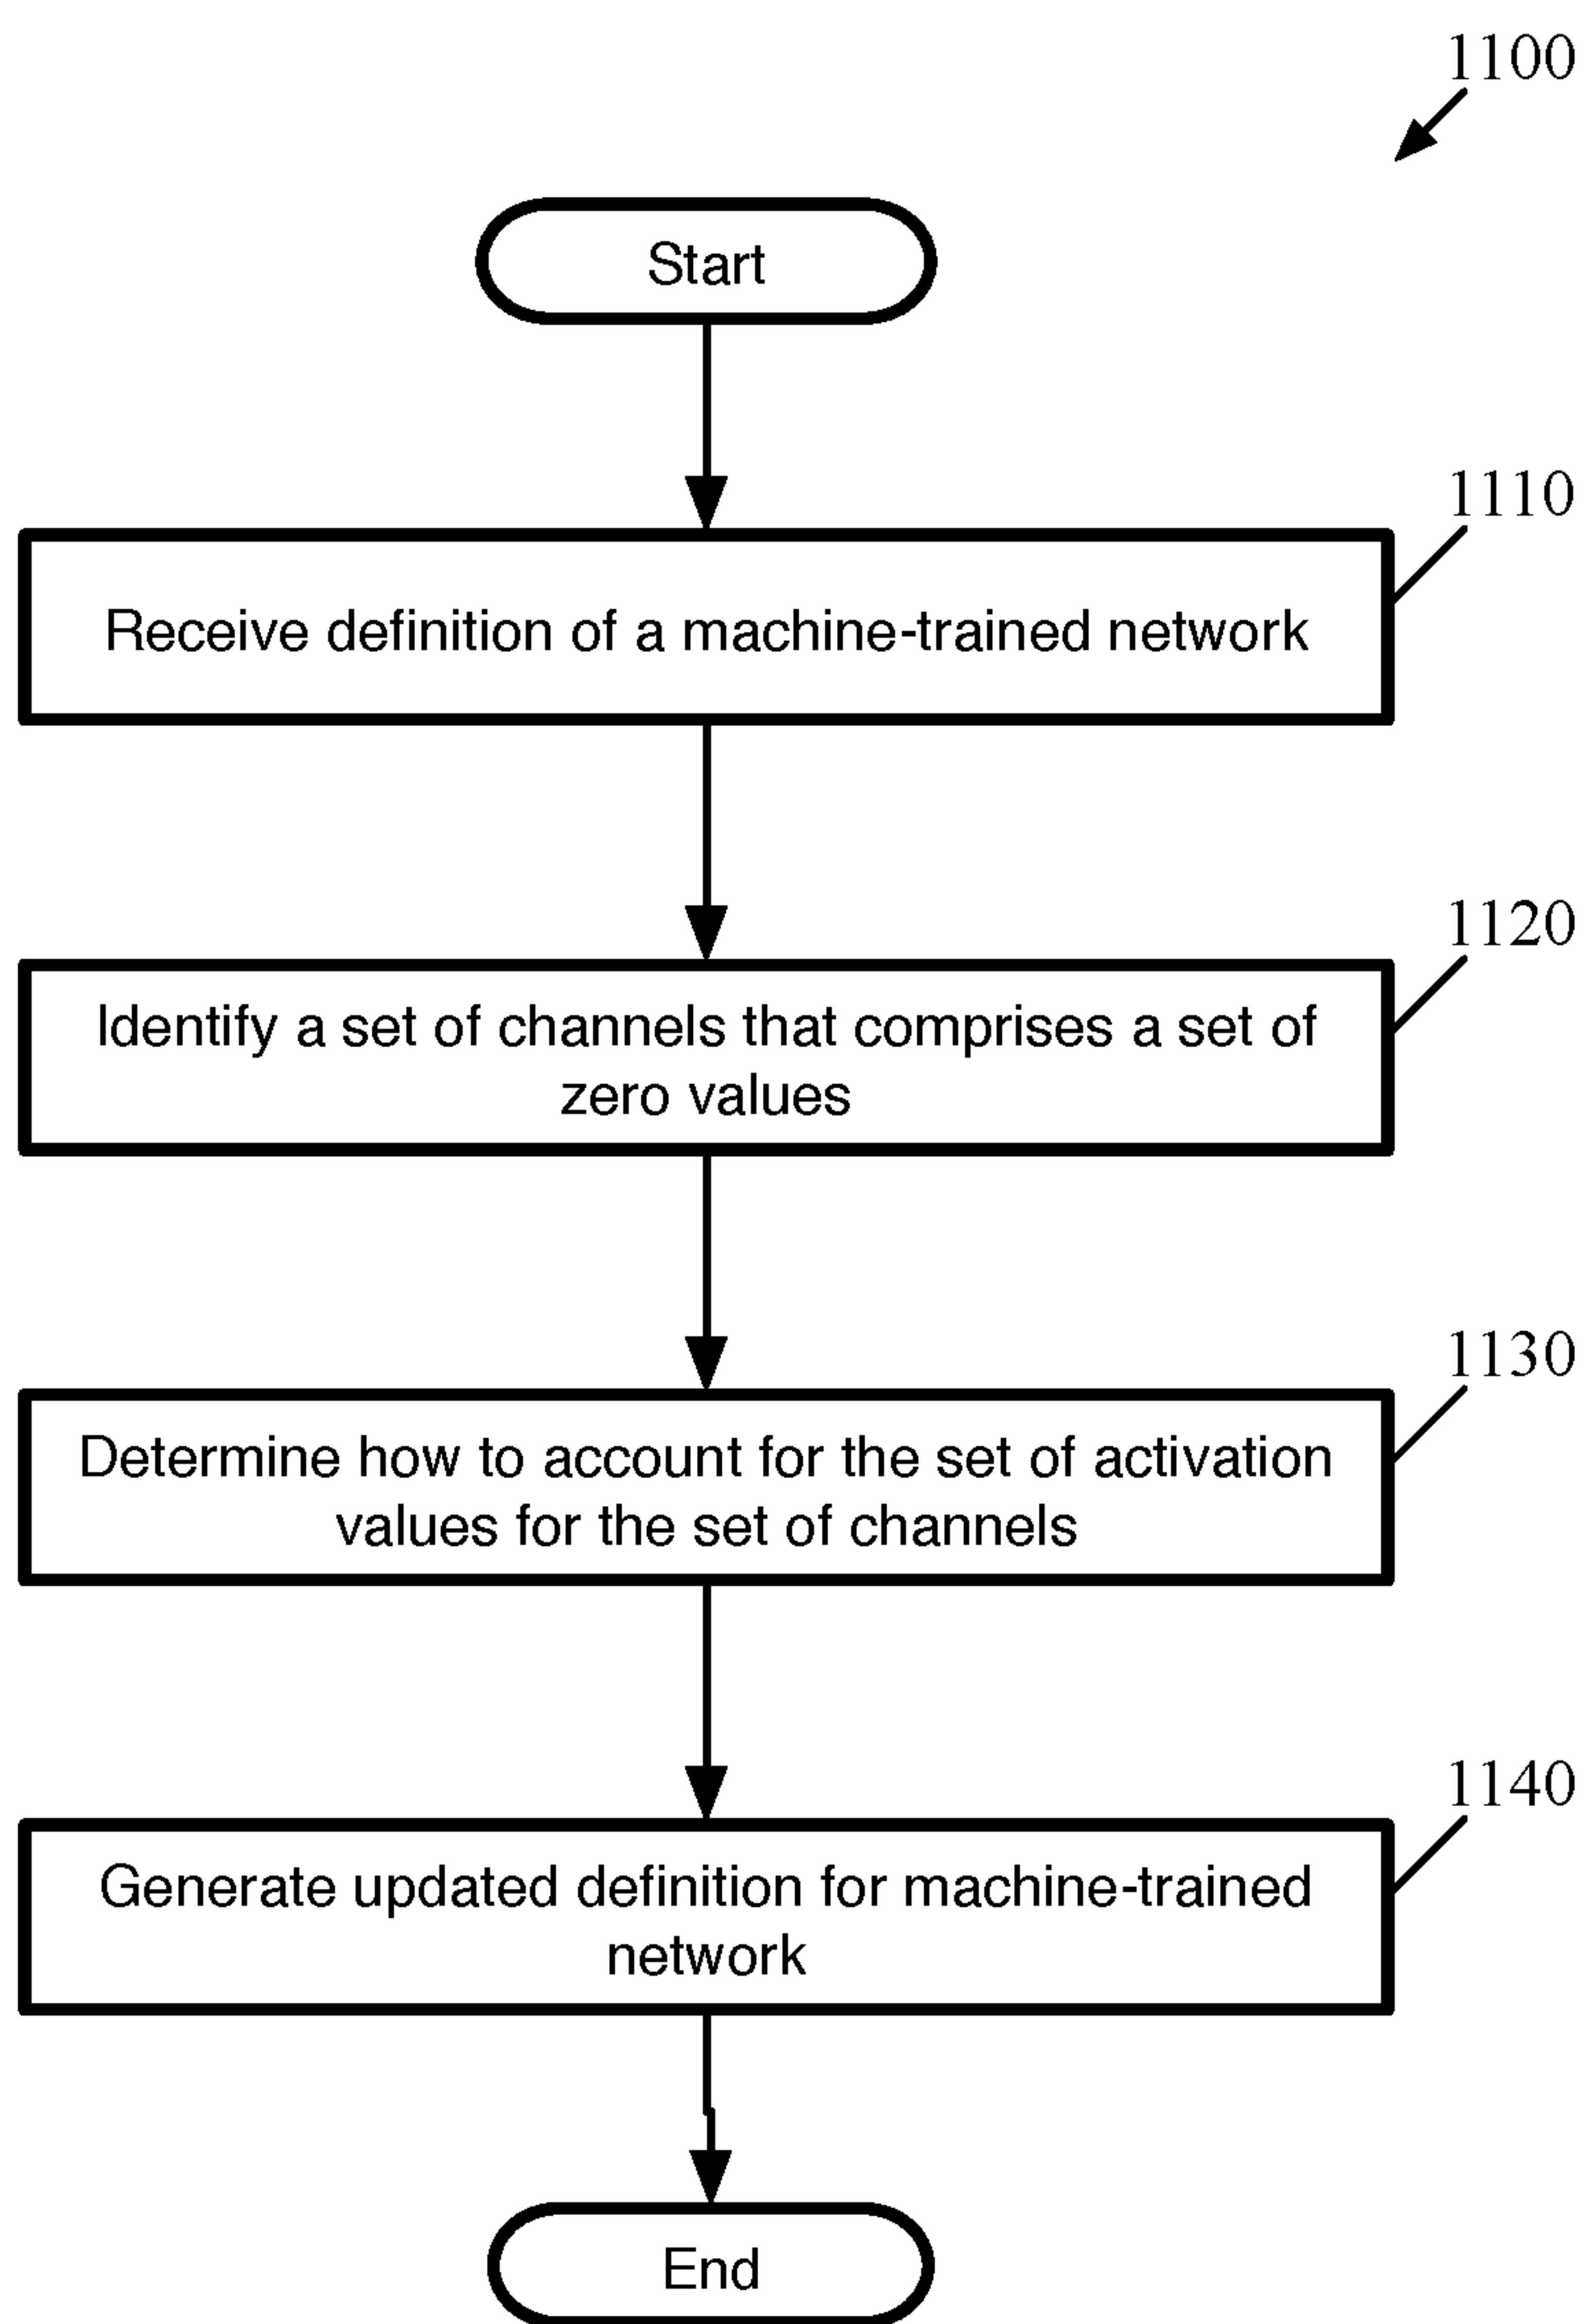 1100
Start
1110
Receive definition of a machine-trained network
1120
Identify a set of channels that comprises a set of
zero values
1130
Determine how to account for the set of activation
values for the set of channels
1140
Generate updated definition for machine-trained
network
End